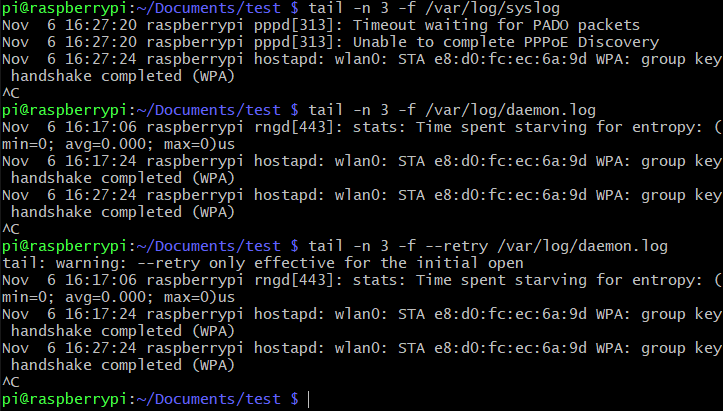 pi@raspberrypi:~/Documents/test $ tail -n 3 -f /var/log/syslog
Nov  6 16:27:20 raspberrypi pppd[313]: Timeout waiting for PADO packets
Nov  6 16:27:20 raspberrypi pppd[313]: Unable to complete PPPoE Discovery
Nov  6 16:27:24 raspberrypi hostapd: wlan0: STA e8:d0:fc:ec:6a:9d WPA: group key
 handshake completed (WPA)
^C
pi@raspberrypi:~/Documents/test $ tail -n 3 -f /var/log/daemon.log
Nov  6 16:17:06 raspberrypi rngd[443]: stats: Time spent starving for entropy: (
min=0; avg=0.000; max=0)us
Nov  6 16:17:24 raspberrypi hostapd: wlan0: STA e8:d0:fc:ec:6a:9d WPA: group key
 handshake completed (WPA)
Nov  6 16:27:24 raspberrypi hostapd: wlan0: STA e8:d0:fc:ec:6a:9d WPA: group key
 handshake completed (WPA)
^C
pi@raspberrypi:~/Documents/test $ tail -n 3 -f --retry /var/log/daemon.log
tail: warning: --retry only effective for the initial open
Nov  6 16:17:06 raspberrypi rngd[443]: stats: Time spent starving for entropy: (
min=0; avg=0.000; max=0)us
Nov  6 16:17:24 raspberrypi hostapd: wlan0: STA e8:d0:fc:ec:6a:9d WPA: group key
 handshake completed (WPA)
Nov  6 16:27:24 raspberrypi hostapd: wlan0: STA e8:d0:fc:ec:6a:9d WPA: group key
 handshake completed (WPA)
^C
pi@raspberrypi:~/Documents/test $